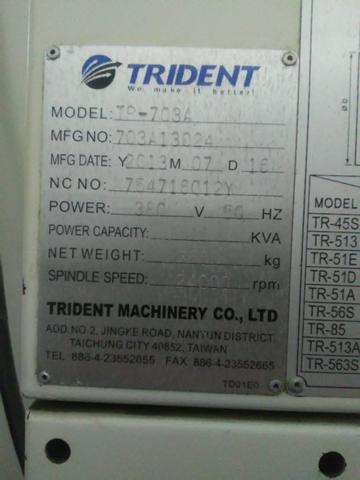 TRIDENT
We make it better!
MODEL: TR-703A
MFG NO: 703A13024
MFG DATE: Y 2013 M 07 D 16
NC NO: 754716012Y
POWER: 380 V 50 HZ
POWER CAPACITY: KVA
NET WEIGHT: kg
SPINDLE SPEED: 24000 rpm
TRIDENT MACHINERY CO., LTD
ADD NO 2, JINGKE ROAD, NANTUN DISTRICT,
TAICHUNG CITY 40852, TAIWAN
TEL 886-4-23552655 FAX 886-4-23552665
TD01E0
MODEL
TR-45S
TR-513
TR-51E
TR-51D
TR-51A
TR-56S
TR-85
TR-513A
TR-563S